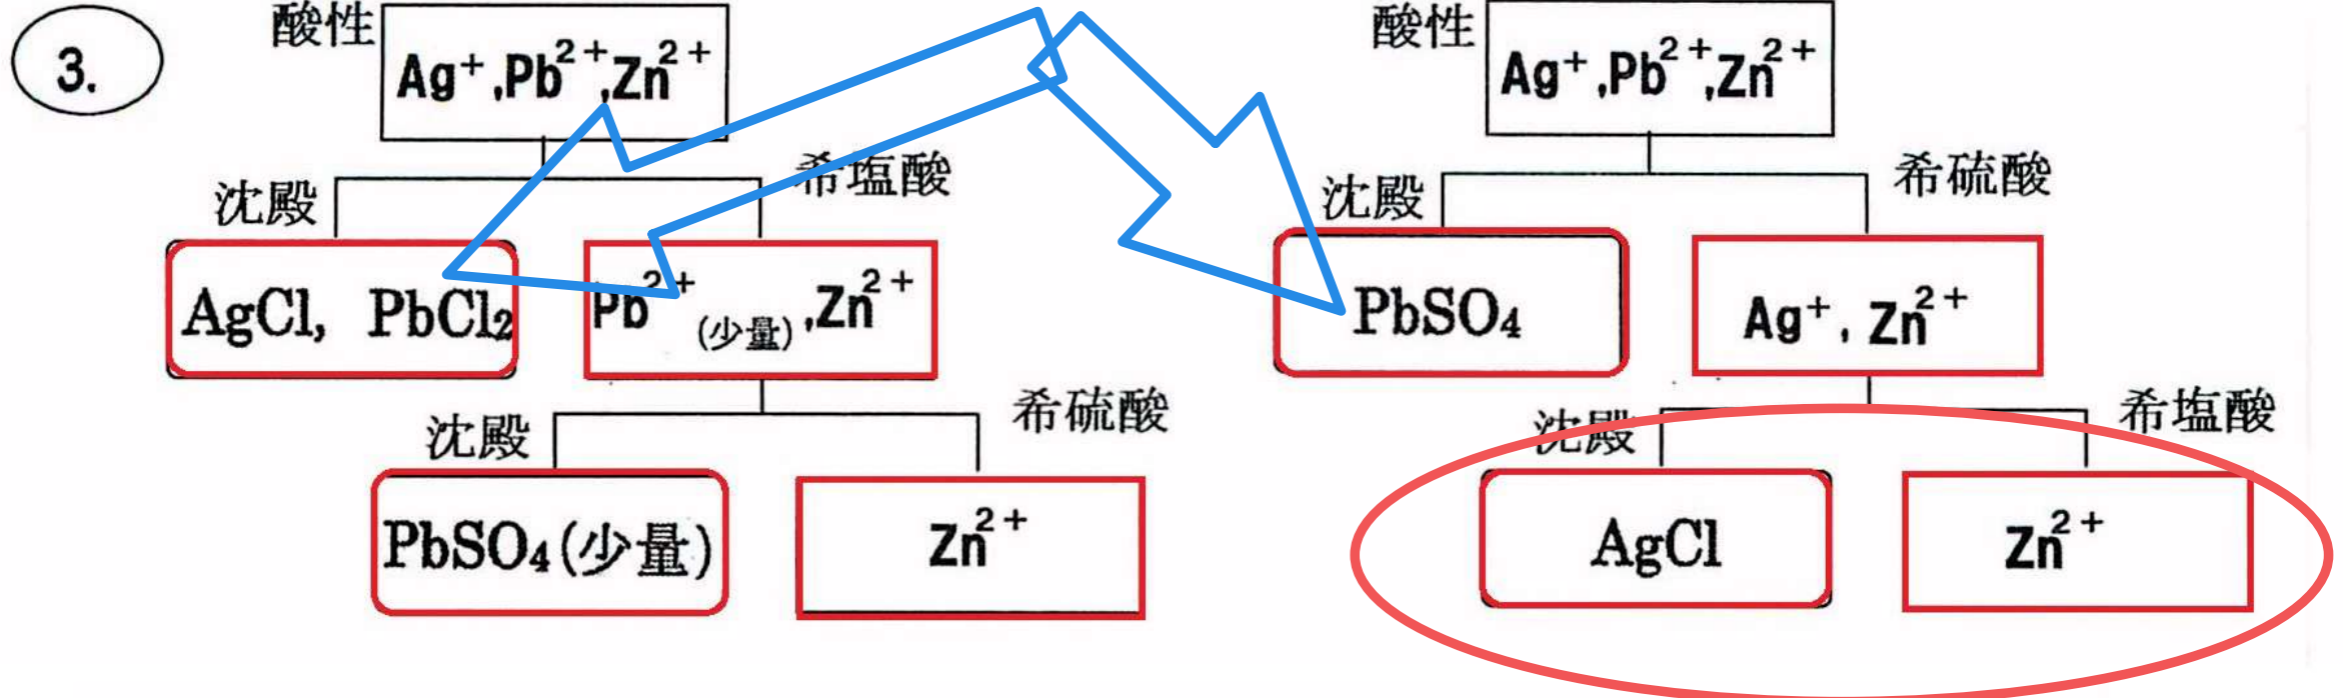 3.
酸性
Ag⁺,Pb²⁺,Zn²⁺
沈殿
希塩酸
AgCl, PbCl₂
Pb²⁺(少量),Zn²⁺
沈殿
希硫酸
PbSO₄(少量)
Zn²⁺
酸性
Ag⁺,Pb²⁺,Zn²⁺
沈殿
希硫酸
PbSO₄
Ag⁺, Zn²⁺
沈殿
希塩酸
AgCl
Zn²⁺